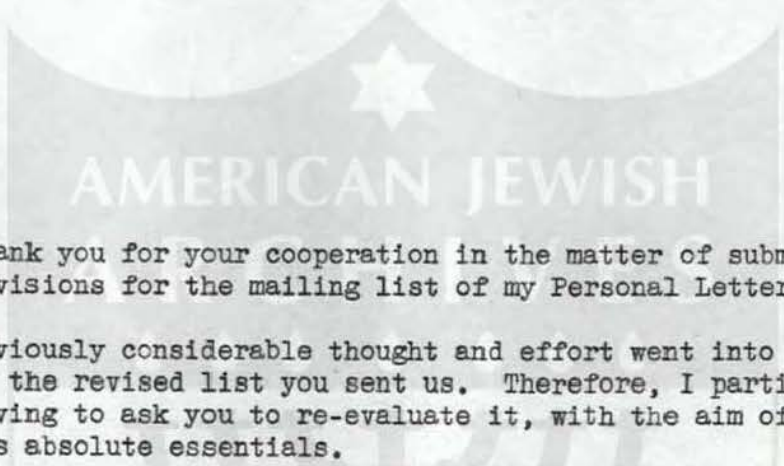 AMERICAN JEWISH
ARCHIVES
ank you for your cooperation in the matter of subm
visions for the mailing list of my Personal Letter
viously considerable thought and effort went into
the revised list you sent us. Therefore, I parti
ving to ask you to re-evaluate it, with the aim of
s absolute essentials.